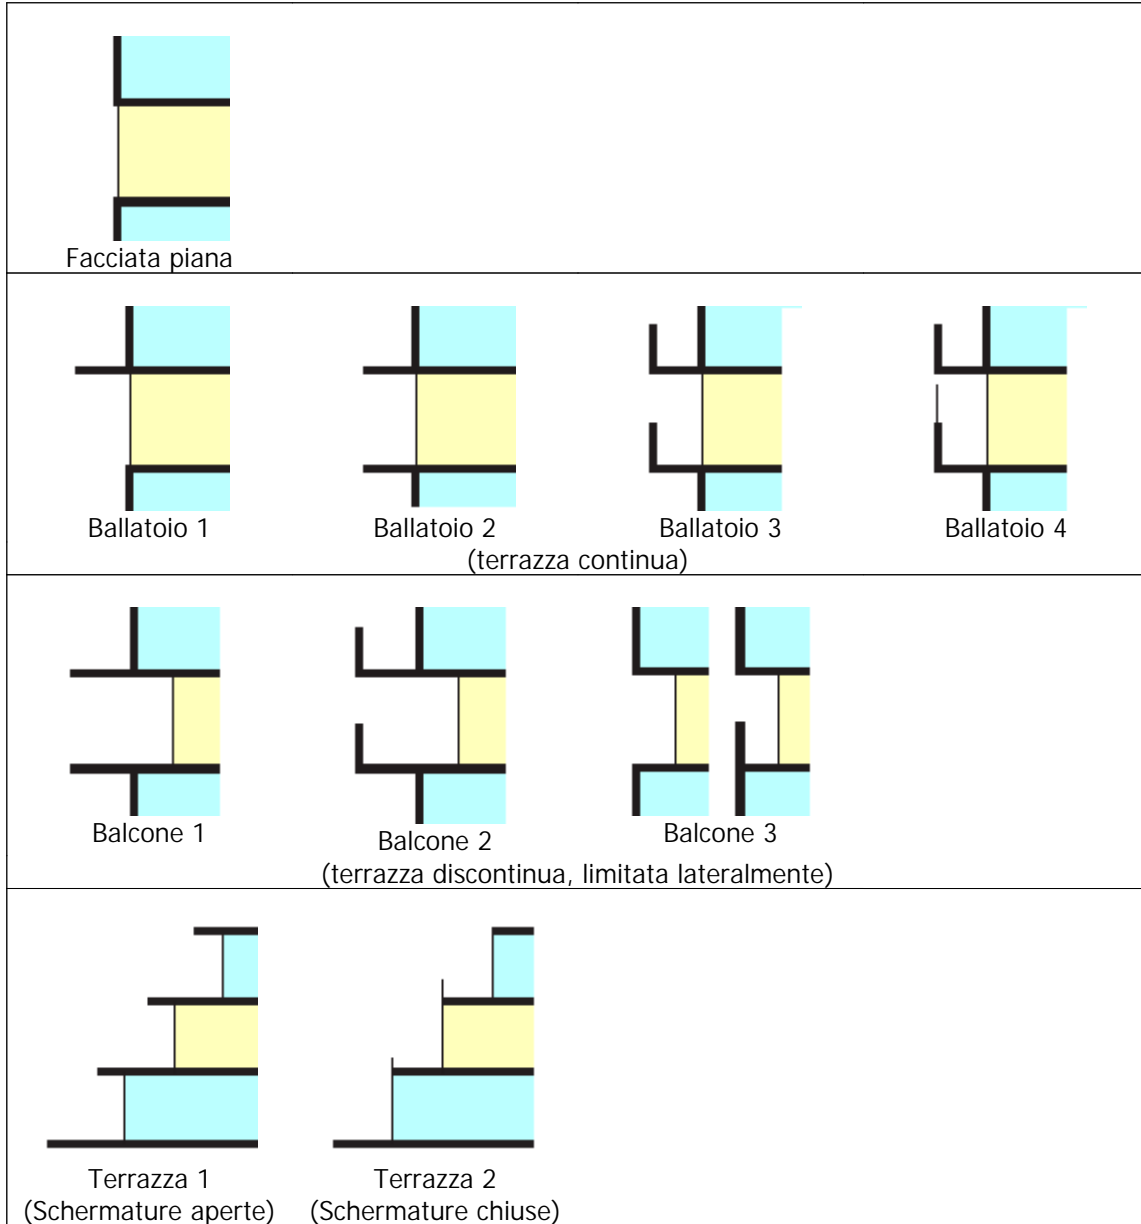 Facciata piana
Ballatoio 1 Ballatoio 2 Ballatoio 3 Ballatoio 4
(terrazza continua)
Balcone 1 Balcone 2 Balcone 3
(terrazza discontinua, limitata lateralmente)
Terrazza 1 Terrazza 2
(Schermature aperte) (Schermature chiuse)